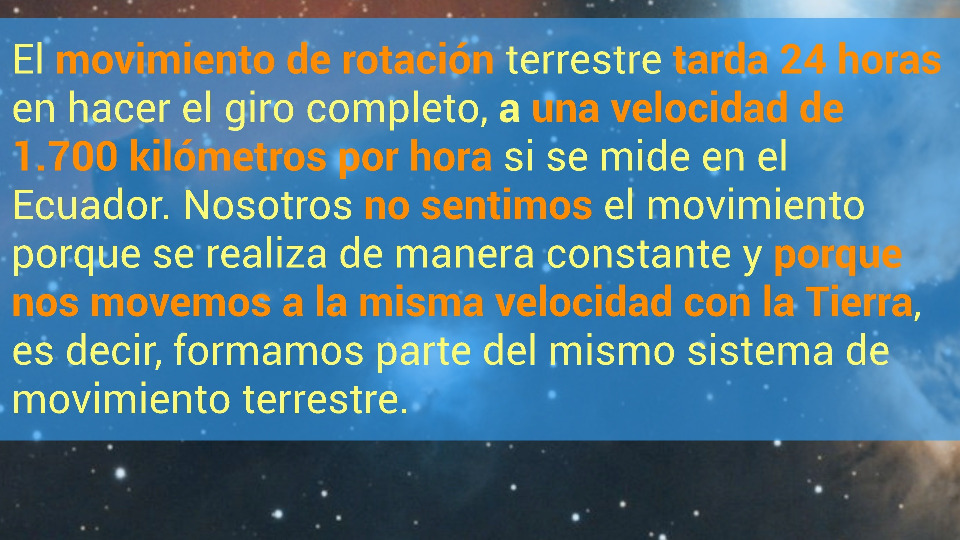 El movimiento de rotación terrestre tarda 24 horas
en hacer el giro completo, a una velocidad de
1.700 kilómetros por hora si se mide en el
Ecuador. Nosotros no sentimos el movimiento
porque se realiza de manera constante y porque
nos movemos a la misma velocidad con la Tierra,
es decir, formamos parte del mismo sistema de
movimiento terrestre.